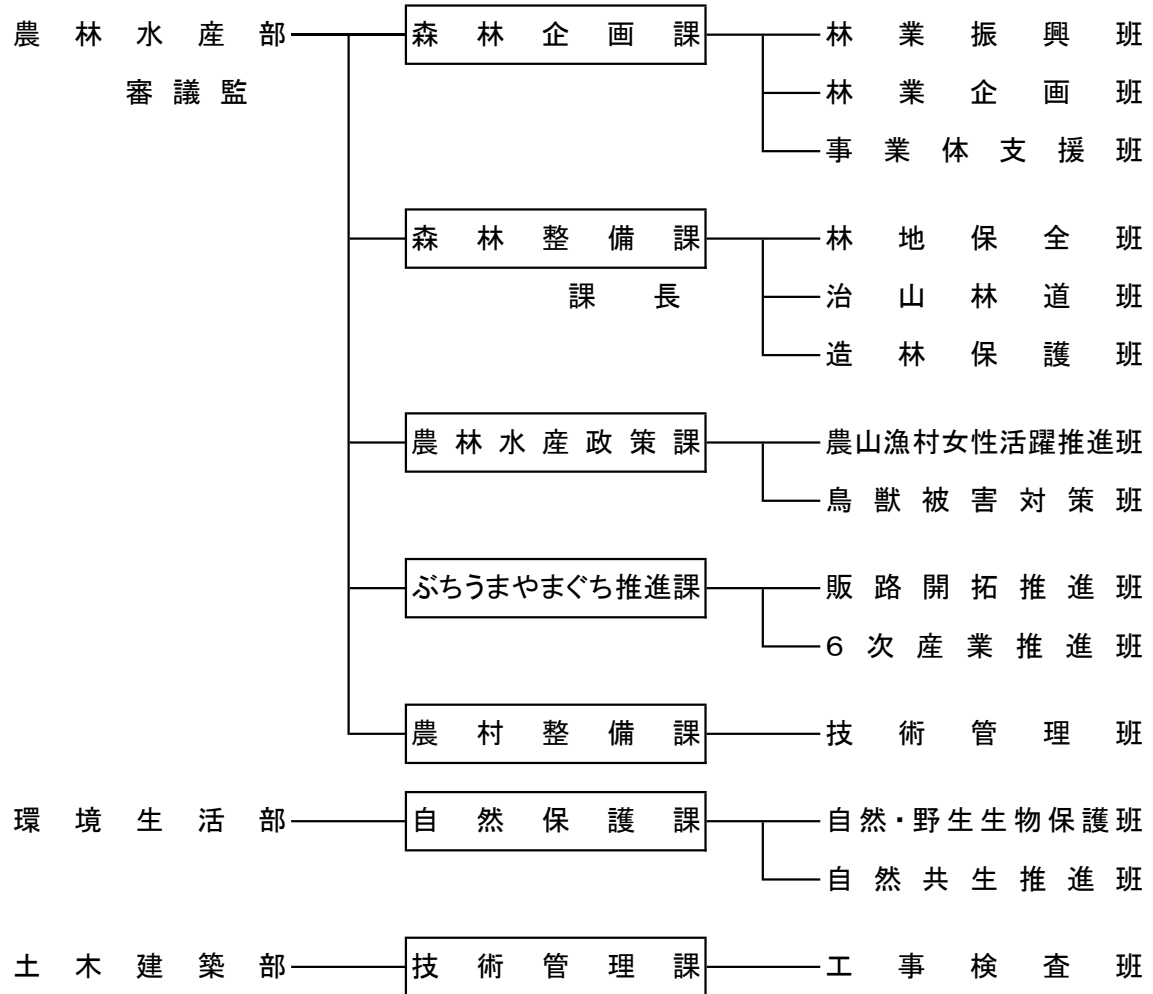 農林水産部 森林企画課 林業振興班
審議監 林業企画班
事業体支援班
森林整備課 林地保全班
課長 治山林道班
造林保護班
農林水産政策課 農山漁村女性活躍推進班
鳥獣被害対策班
ぶちうまやまぐち推進課 販路開拓推進班
6次産業推進班
農村整備課 技術管理班
環境生活部 自然保護課 自然・野生生物保護班
自然共生推進班
土木建築部 技術管理課 工事検査班